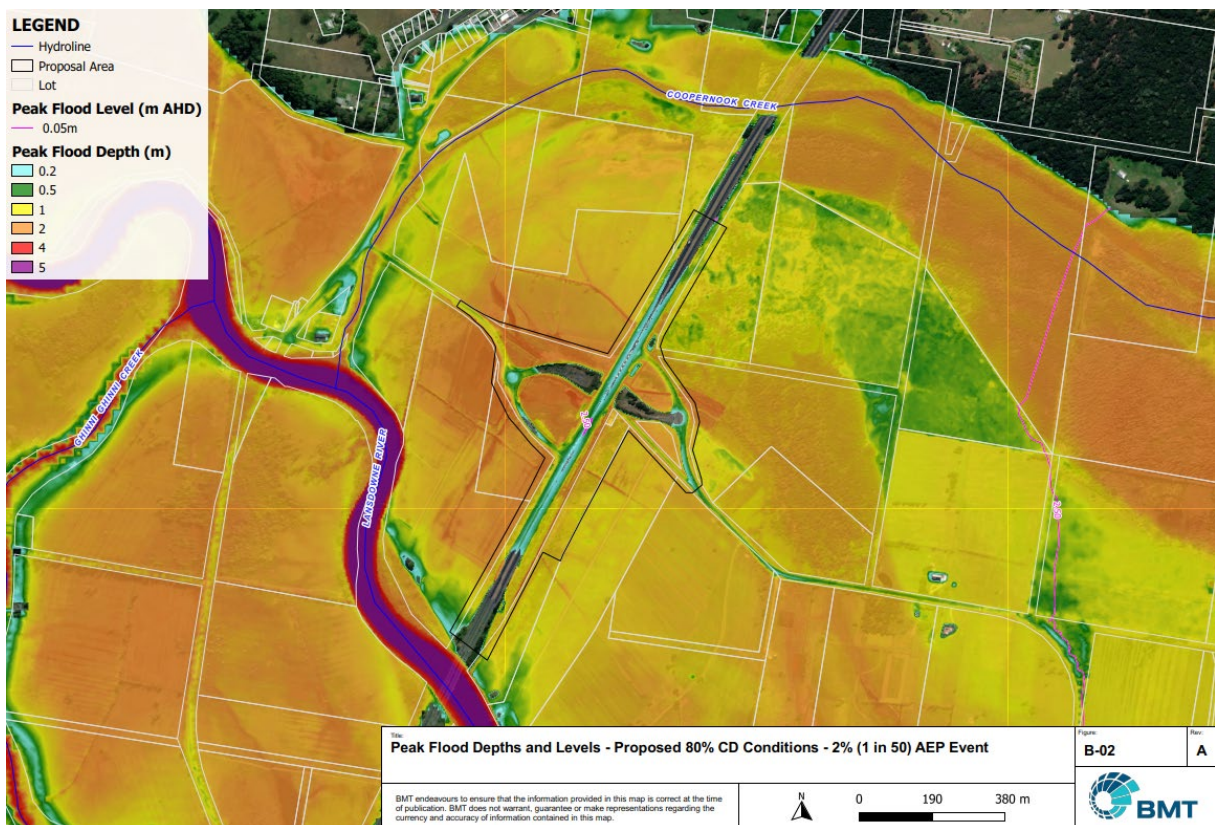 LEGEND
Hydroline
Proposal Area
Lot
Peak Flood Level (m AHD)
0.05m
Peak Flood Depth (m)
0.2
0.5
1
2
4
5
COOPERNOOK CREEK
GHINNI GHINNI CREEK
LANSDOWNE RIVER
Title:
Peak Flood Depths and Levels - Proposed 80% CD Conditions - 2% (1 in 50) AEP Event
Figure:
B-02
Rev:
A
BMT endeavours to ensure that the information provided in this map is correct at the time
of publication. BMT does not warrant, guarantee or make representations regarding the
currency and accuracy of information contained in this map.
N
0 190 380 m
BMT